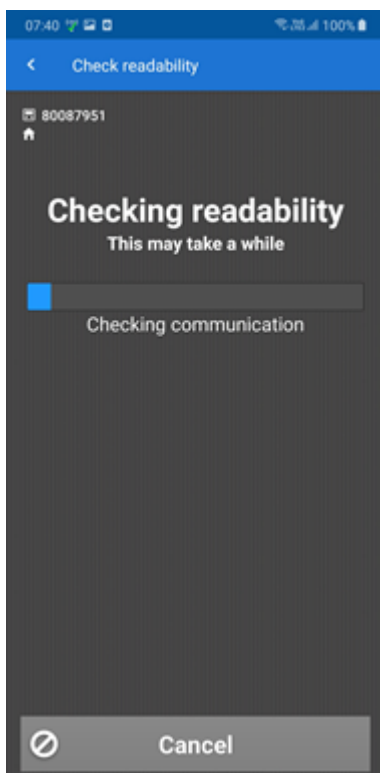 07:40 100%
Check readability
80087951
Checking readability
This may take a while
Checking communication
Cancel